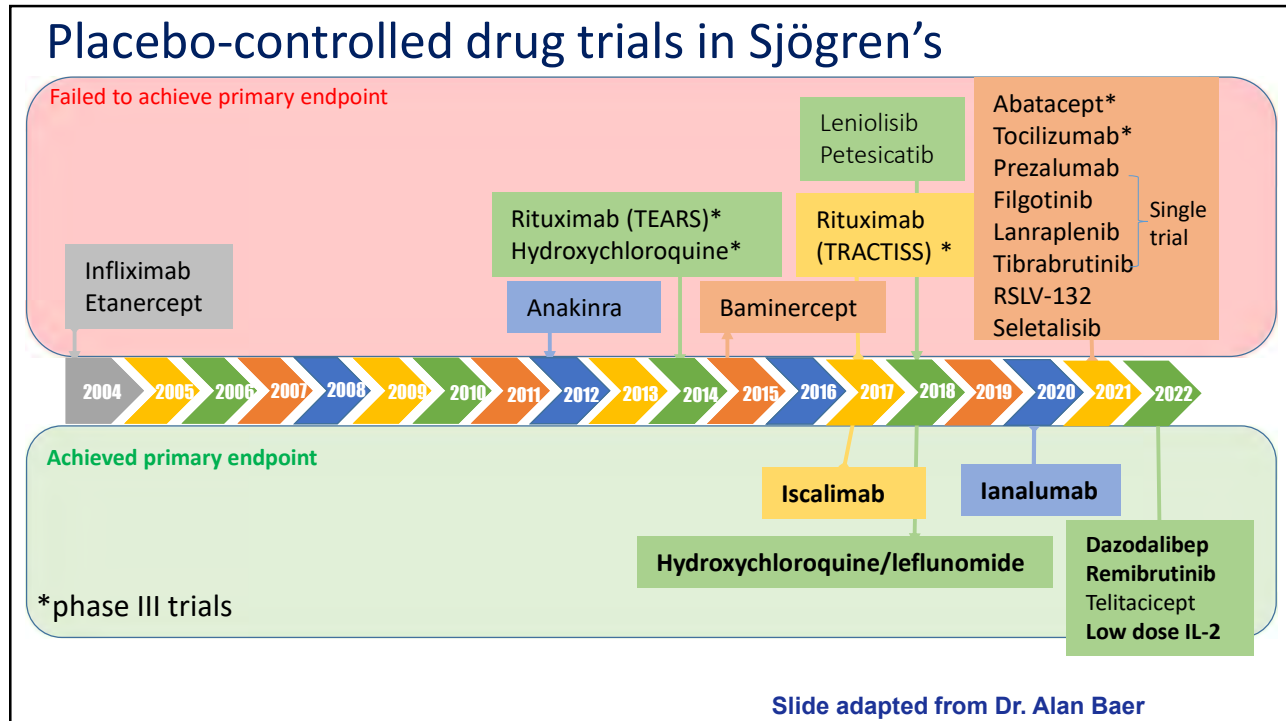 Placebo-controlled drug trials in Sjögren's
Failed to achieve primary endpoint
Infliximab
Etanercept
Anakinra
Rituximab (TEARS)*
Hydroxychloroquine*
Baminercept
Rituximab
(TRACTISS) *
Leniolisib
Petesicatib
Abatacept*
Tocilizumab*
Prezalumab
Filgotinib
Lanraplenib
Tibrabrutinib
RSLV-132
Seletalisib
Single
trial
2004 2005 2006 2007 2008 2009 2010 2011 2012 2013 2014 2015 2016 2017 2018 2019 2020 2021 2022
Achieved primary endpoint
Iscalimab
Hydroxychloroquine/leflunomide
Ianalumab
Dazodalibep
Remibrutinib
Telitacicept
Low dose IL-2
*phase III trials
Slide adapted from Dr. Alan Baer